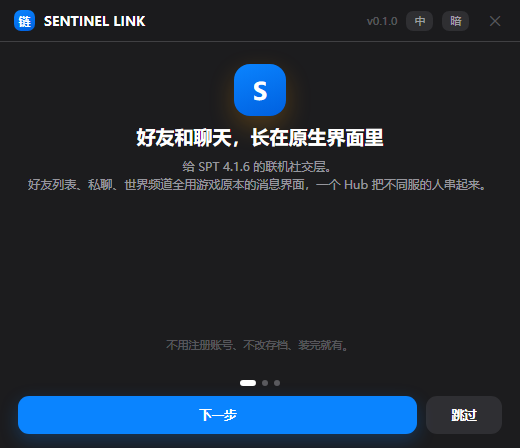 链 SENTINEL LINK v0.1.0 中 暗
S
好友和聊天，长在原生界面里
给 SPT 4.1.6 的联机社交层。
好友列表、私聊、世界频道全用游戏原本的消息界面，一个 Hub 把不同服的人串起来。
不用注册账号、不改存档、装完就有。
下一步 跳过